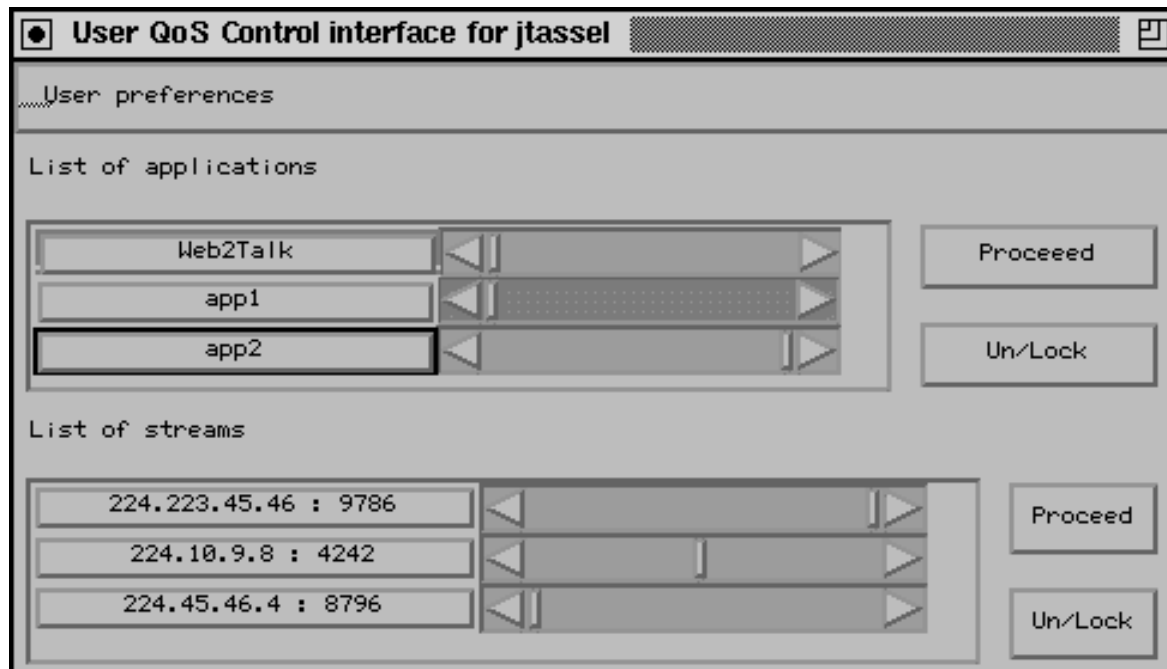 User QoS Control interface for jtassel
User preferences
List of applications
Web2Talk
Proceeed
app1
app2
Un/Lock
List of streams
224.223.45.46 : 9786
Proceed
224.10.9.8 : 4242
224.45.46.4 : 8796
Un/Lock